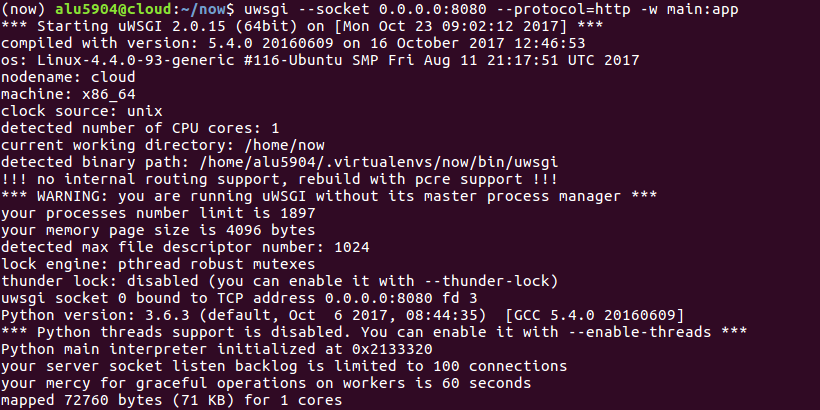 (now) alu5904@cloud:~/now$ uwsgi --socket 0.0.0.0:8080 --protocol=http -w main:app
*** Starting uWSGI 2.0.15 (64bit) on [Mon Oct 23 09:02:12 2017] ***
compiled with version: 5.4.0 20160609 on 16 October 2017 12:46:53
os: Linux-4.4.0-93-generic #116-Ubuntu SMP Fri Aug 11 21:17:51 UTC 2017
nodename: cloud
machine: x86_64
clock source: unix
detected number of CPU cores: 1
current working directory: /home/now
detected binary path: /home/alu5904/.virtualenvs/now/bin/uwsgi
!!! no internal routing support, rebuild with pcre support !!!
*** WARNING: you are running uWSGI without its master process manager ***
your processes number limit is 1897
your memory page size is 4096 bytes
detected max file descriptor number: 1024
lock engine: pthread robust mutexes
thunder lock: disabled (you can enable it with --thunder-lock)
uwsgi socket 0 bound to TCP address 0.0.0.0:8080 fd 3
Python version: 3.6.3 (default, Oct  6 2017, 08:44:35)  [GCC 5.4.0 20160609]
*** Python threads support is disabled. You can enable it with --enable-threads ***
Python main interpreter initialized at 0x2133320
your server socket listen backlog is limited to 100 connections
your mercy for graceful operations on workers is 60 seconds
mapped 72760 bytes (71 KB) for 1 cores